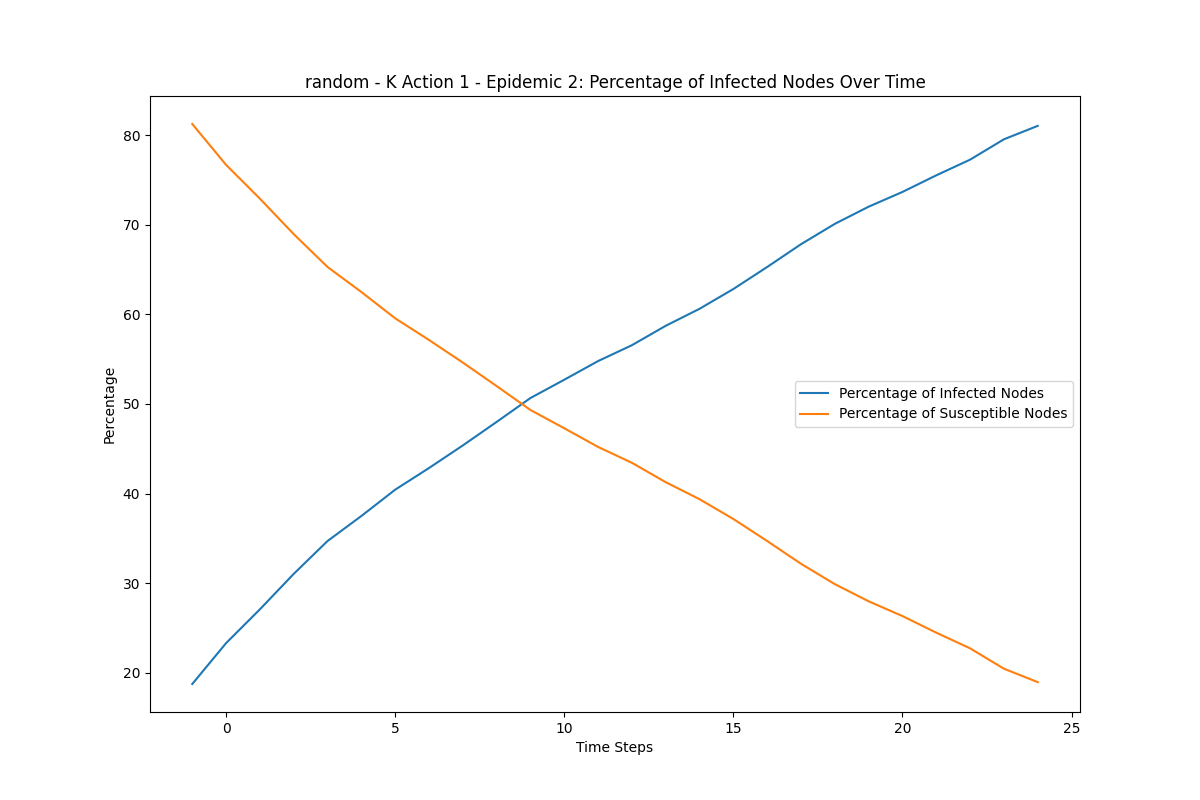 random - K Action 1 - Epidemic 2: Percentage of Infected Nodes Over Time
80
70
60
50
40
30
20
Percentage
Percentage of Infected Nodes
Percentage of Susceptible Nodes
0 5 10 15 20 25
Time Steps